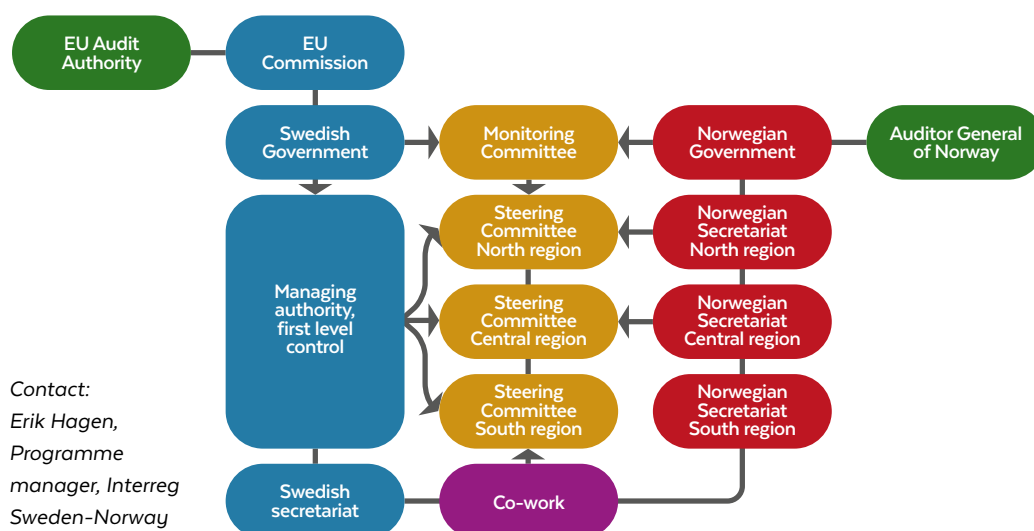 EU Audit
Authority
EU
Commission
Swedish
Government
Monitoring
Committee
Norwegian
Government
Auditor General
of Norway
Steering
Committee
North region
Norwegian
Secretariat
North region
Managing
authority,
first level
control
Steering
Committee
Central region
Norwegian
Secretariat
Central region
Steering
Committee
South region
Norwegian
Secretariat
South region
Contact:
Erik Hagen,
Programme
manager, Interreg
Sweden-Norway
Swedish
secretariat
Co-work